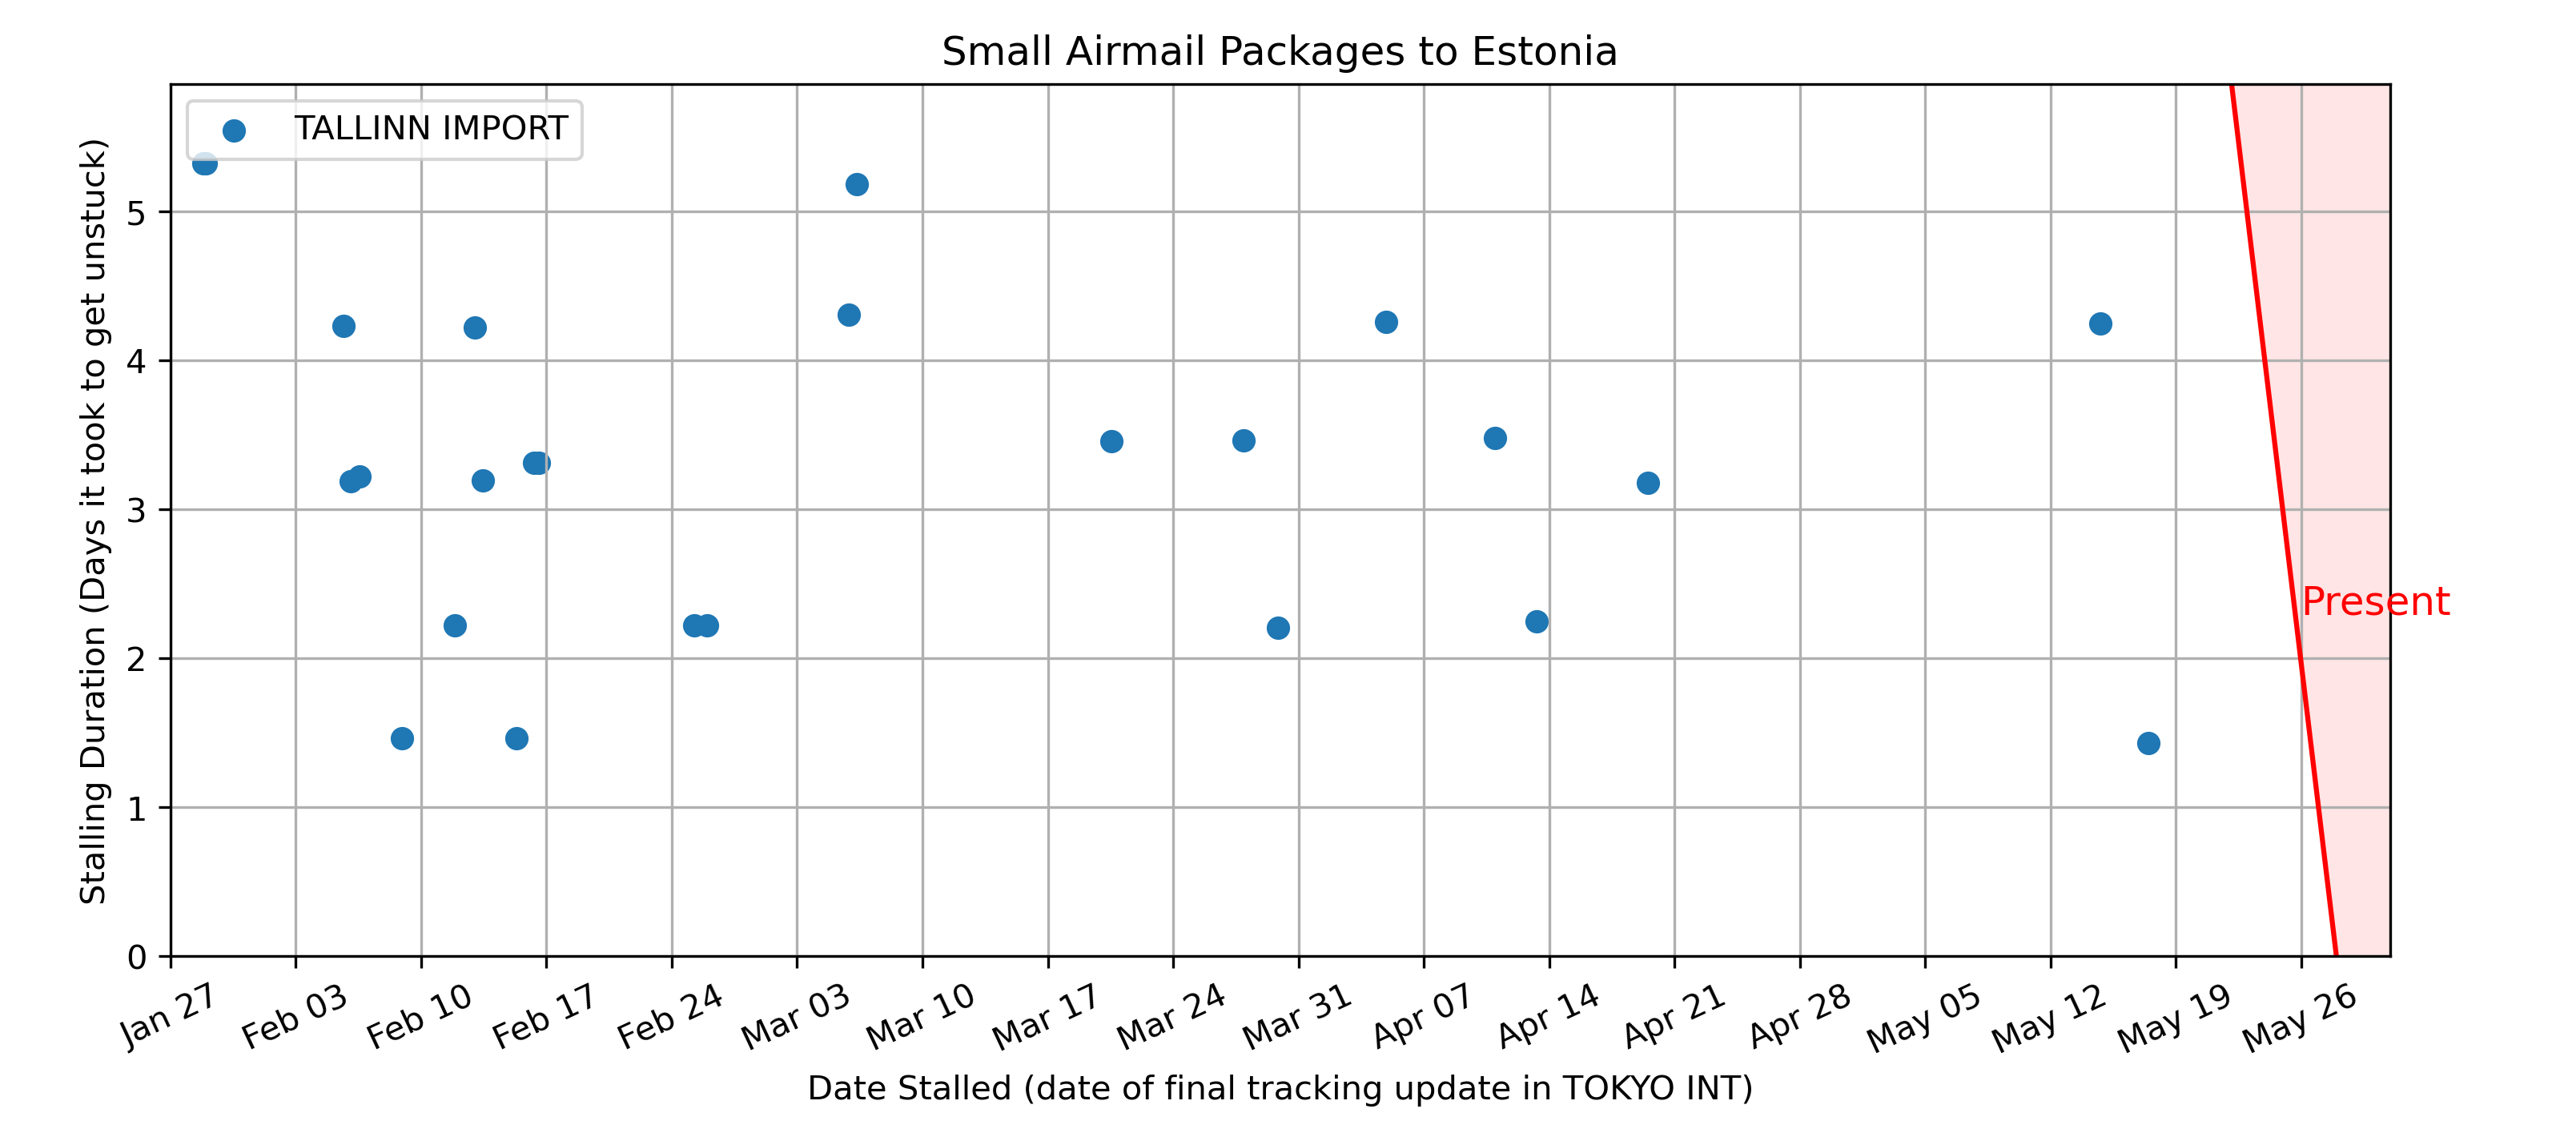 Small Airmail Packages to Estonia
TALLINN IMPORT
Stalling Duration (Days it took to get unstuck)
5
4
3
2
1
0
Present
Jan 27
Feb 03
Feb 10
Feb 17
Feb 24
Mar 03
Mar 10
Mar 17
Mar 24
Mar 31
Apr 07
Apr 14
Apr 21
Apr 28
May 05
May 12
May 19
May 26
Date Stalled (date of final tracking update in TOKYO INT)